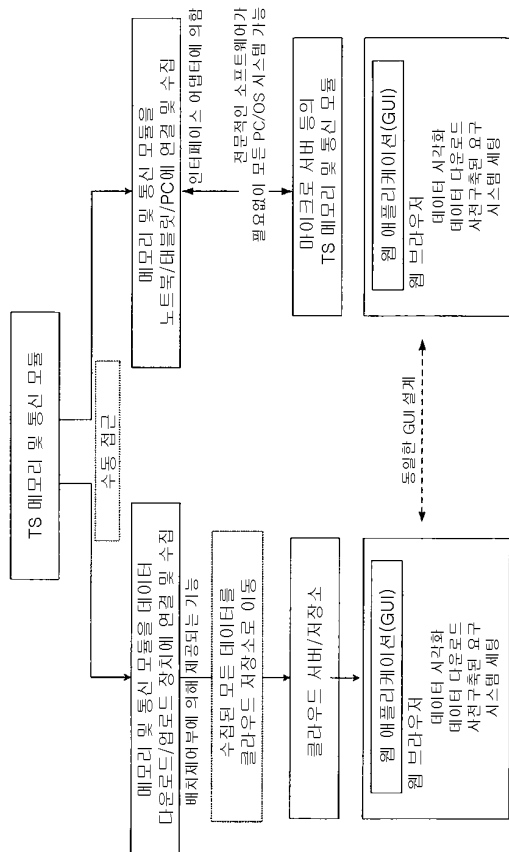 TS 메모리 및 통신 모듈
수동 접근
메모리 및 통신 모듈을 데이터
다운로드/업로드 장치에 연결 및 수집
배치제어부에 의해 제공되는 기능
수집된 모든 데이터를
클라우드 저장소로 이동
클라우드 서버/저장소
웹 애플리케이션(GUI)
웹 브라우저
데이터 시각화
데이터 다운로드
사전구축된 요구
시스템 세팅
동일한 GUI 설계
메모리 및 통신 모듈을
노트북/태블릿/PC에 연결 및 수집
인터페이스 어댑터에 의함
전문적인 소프트웨어가
필요없이 모든 PC/OS 시스템 가능
마이크로 서버 등의
TS 메모리 및 통신 모듈
웹 애플리케이션(GUI)
웹 브라우저
데이터 시각화
데이터 다운로드
사전구축된 요구
시스템 세팅